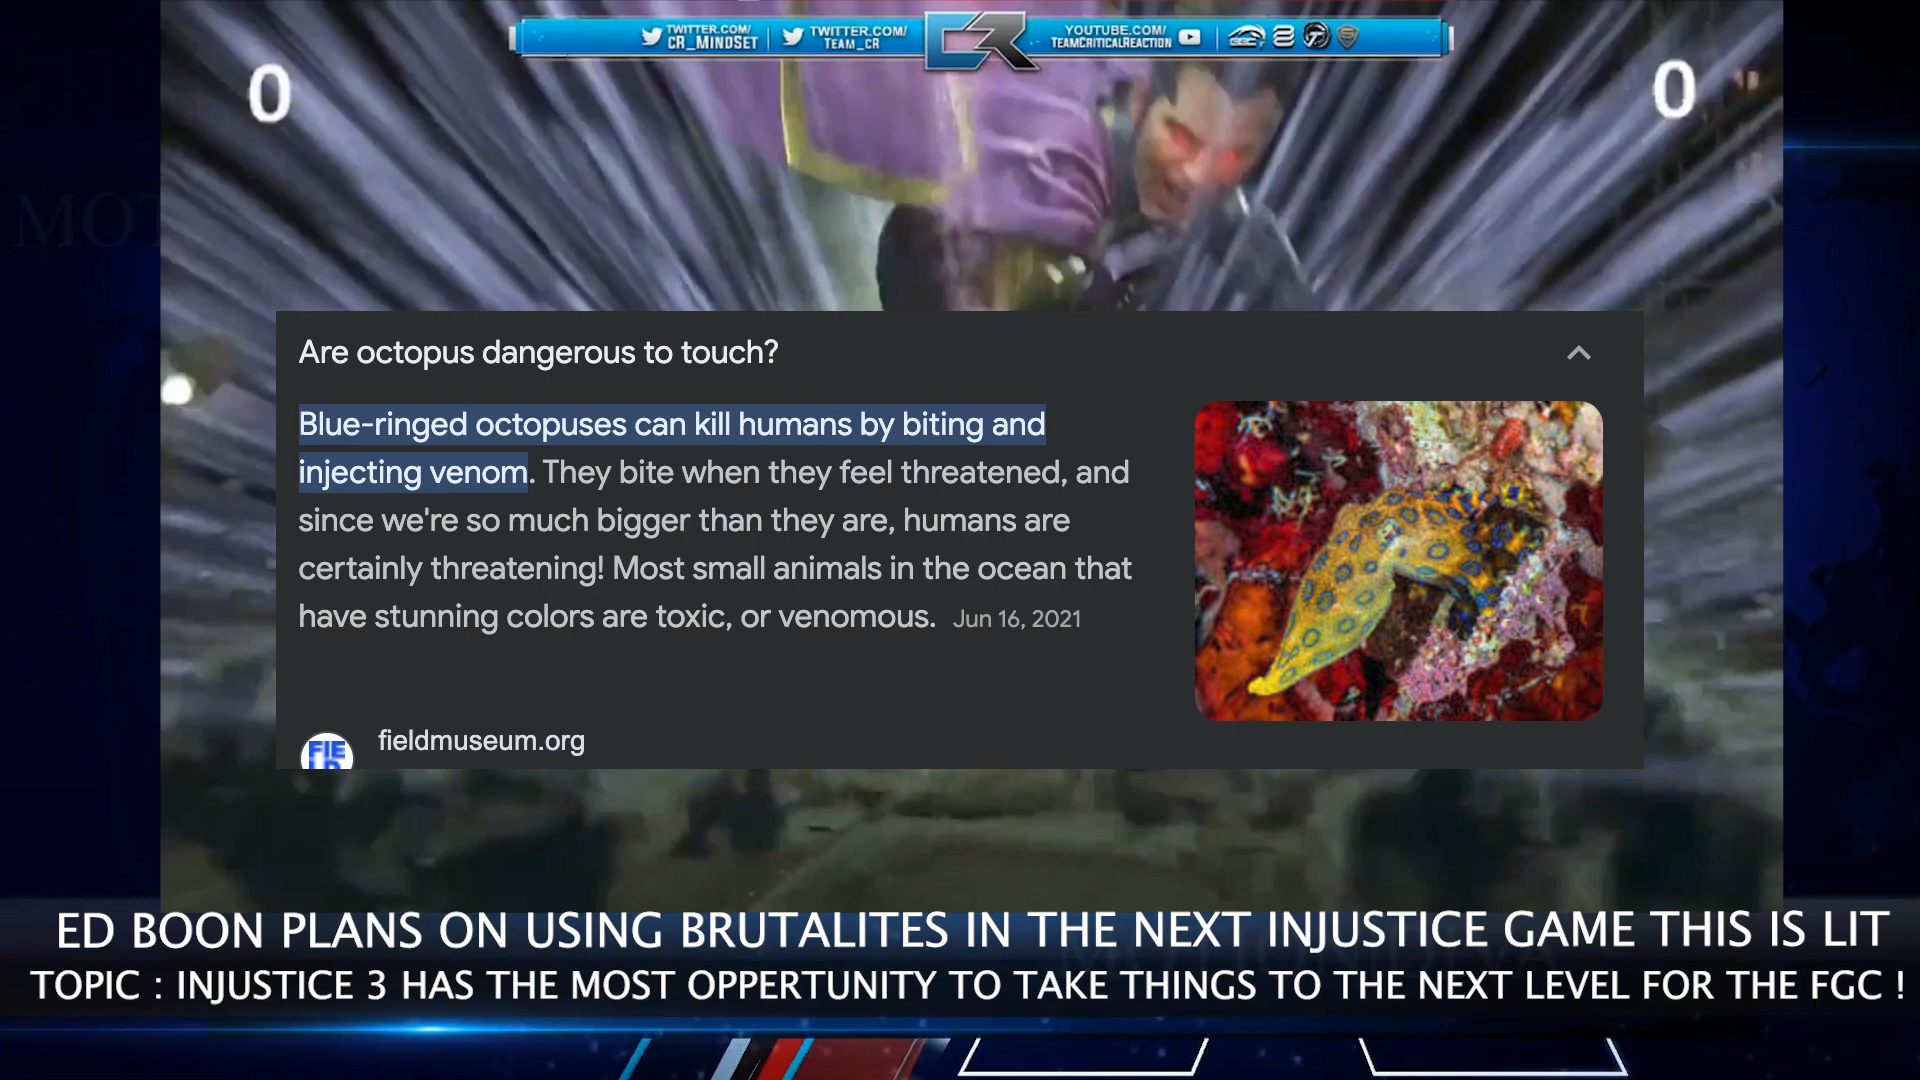 TWITTER.COM/
CR_MINDSET
TWITTER.COM/
TEAM_CR
CR
YOUTUBE.COM/
TEAMCRITICALREACTION
0
0
MOT
Are octopus dangerous to touch?
Blue-ringed octopuses can kill humans by biting and
injecting venom. They bite when they feel threatened, and
since we're so much bigger than they are, humans are
certainly threatening! Most small animals in the ocean that
have stunning colors are toxic, or venomous. Jun 16, 2021
FIE
LD
fieldmuseum.org
ED BOON PLANS ON USING BRUTALITES IN THE NEXT INJUSTICE GAME THIS IS LIT
TOPIC : INJUSTICE 3 HAS THE MOST OPPERTUNITY TO TAKE THINGS TO THE NEXT LEVEL FOR THE FGC !